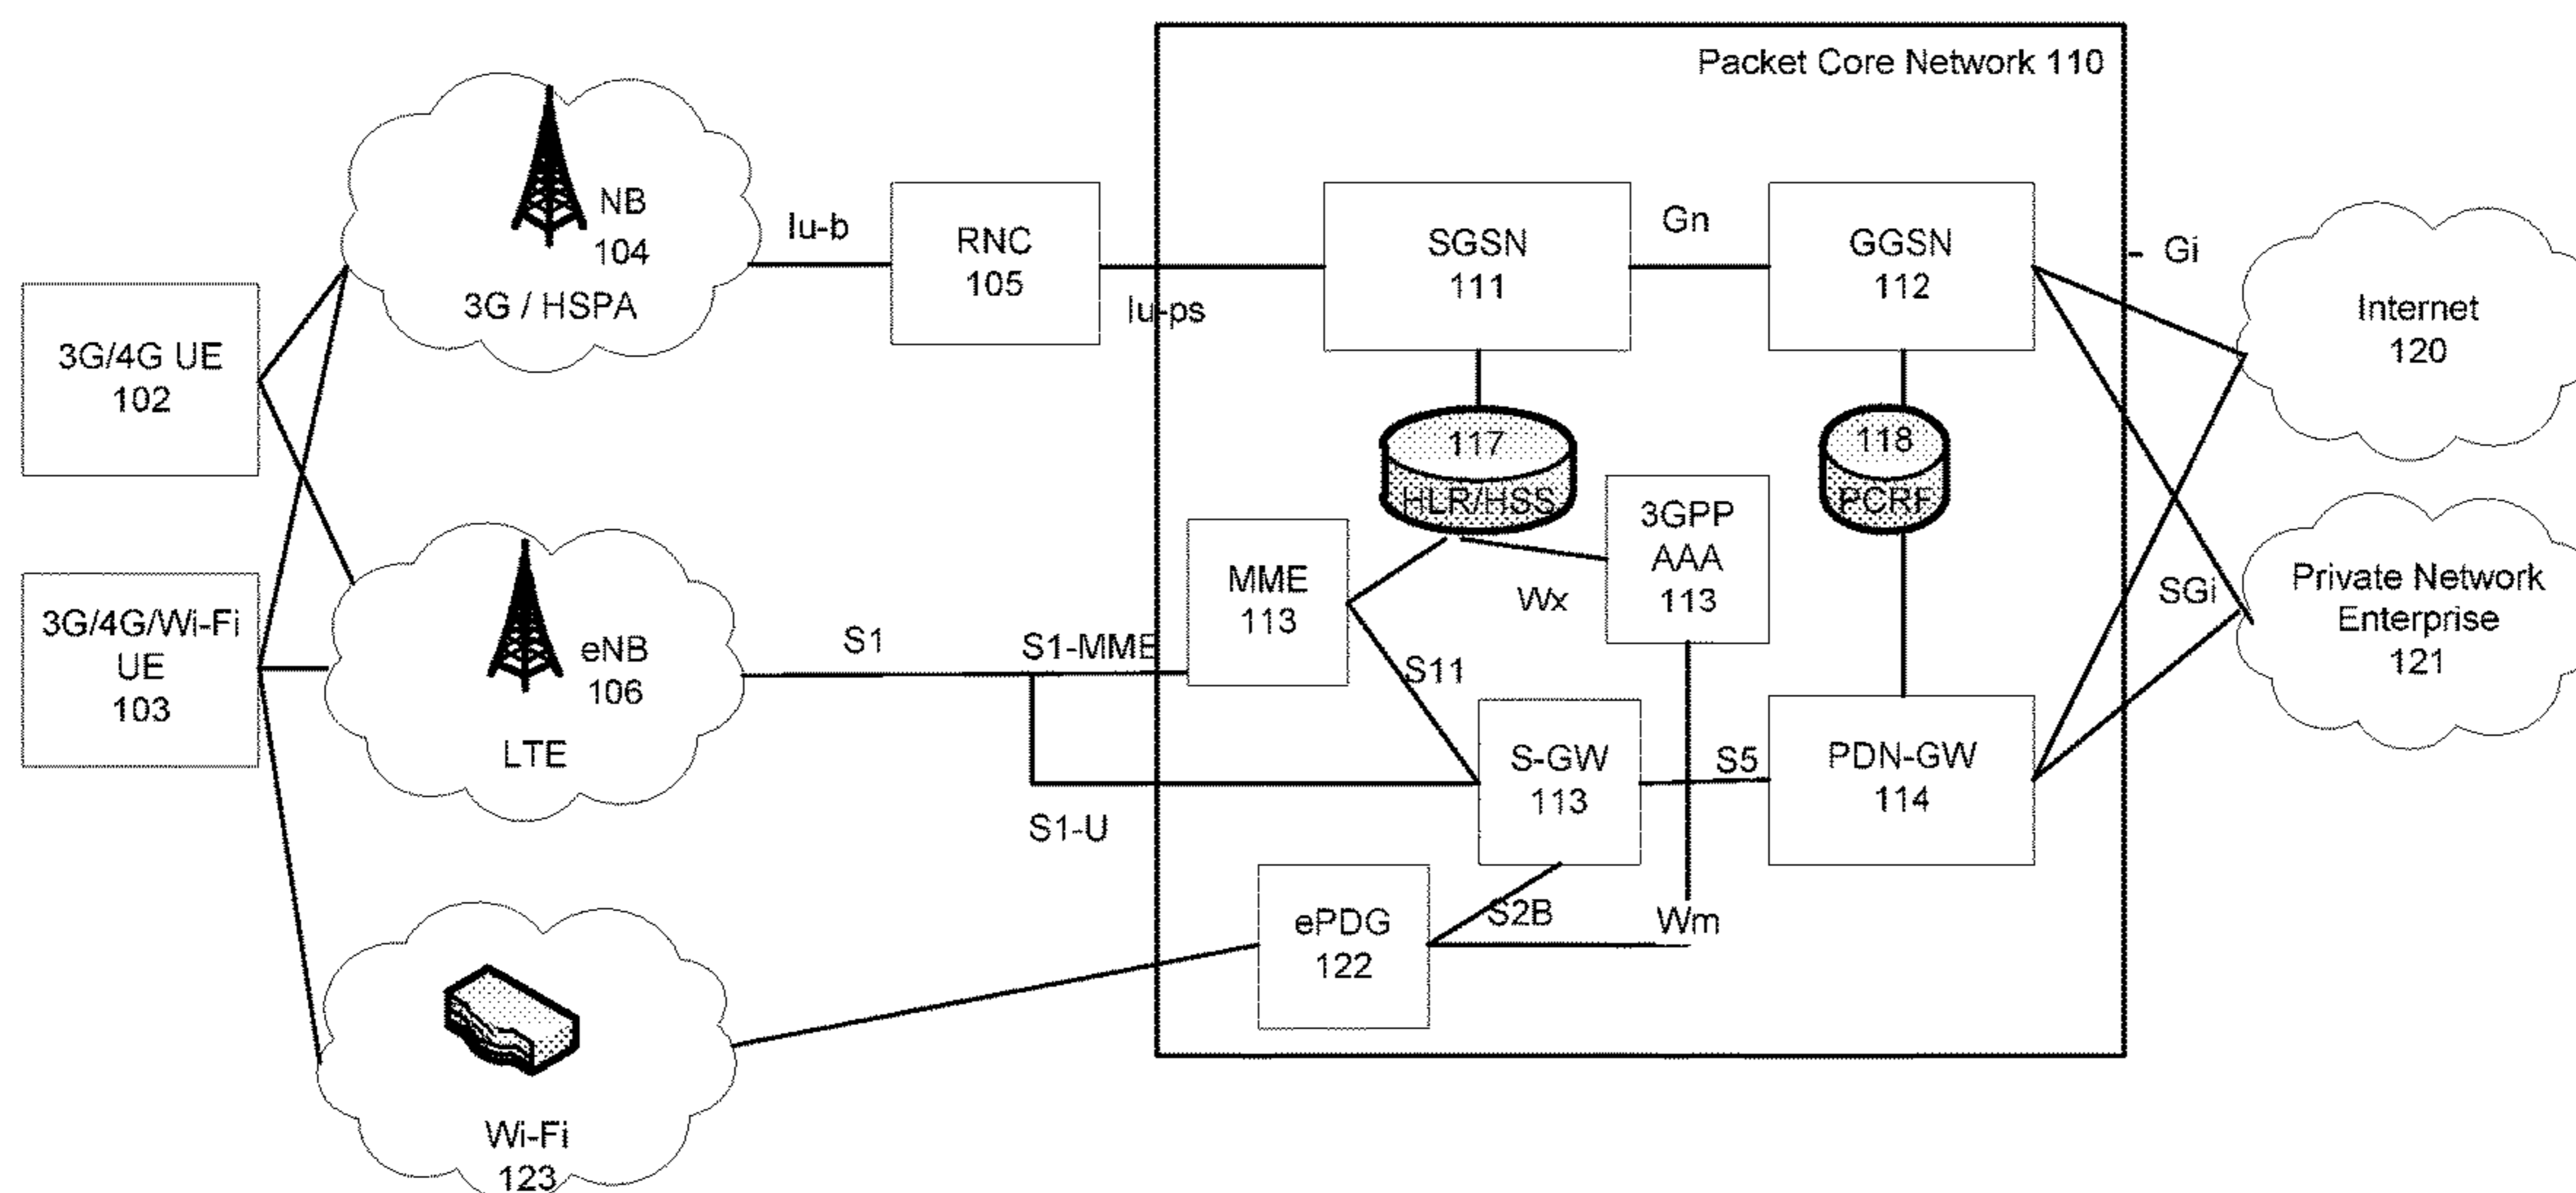 Packet Core Network 110
NB
104
3G / HSPA
Iu-b
RNC
105
Iu-ps
SGSN
111
Gn
GGSN
112
Gi
Internet
120
3G/4G UE
102
117
HLR/HSS
118
PCRF
3GPP
AAA
113
Wx
MME
113
3G/4G/Wi-Fi
UE
103
eNB
106
LTE
S1
S1-MME
S11
S1-U
S-GW
113
S5
PDN-GW
114
SGi
Private Network
Enterprise
121
ePDG
122
S2B
Wm
Wi-Fi
123